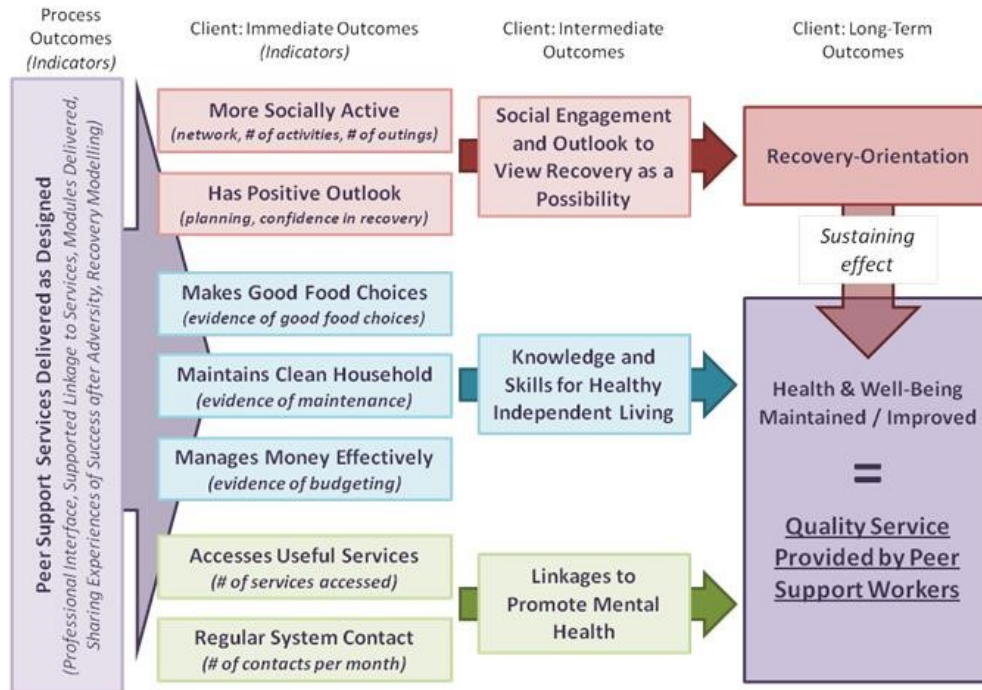 Process
Outcomes
(Indicators)
Client: Immediate Outcomes
(Indicators)
Client: Intermediate
Outcomes
Client: Long-Term
Outcomes
Peer Support Services Delivered as Designed
(Professional Interface, Supported Linkage to Services, Modules Delivered,
Sharing Experiences of Success after Adversity, Recovery Modelling)
More Socially Active
(network, # of activities, # of outings)
Has Positive Outlook
(planning, confidence in recovery)
Makes Good Food Choices
(evidence of good food choices)
Maintains Clean Household
(evidence of maintenance)
Manages Money Effectively
(evidence of budgeting)
Accesses Useful Services
(# of services accessed)
Regular System Contact
(# of contacts per month)
Social Engagement
and Outlook to
View Recovery as a
Possibility
Knowledge and
Skills for Healthy
Independent Living
Linkages to
Promote Mental
Health
Recovery-Orientation
Sustaining
effect
Health & Well-Being
Maintained / Improved
=
Quality Service
Provided by Peer
Support Workers